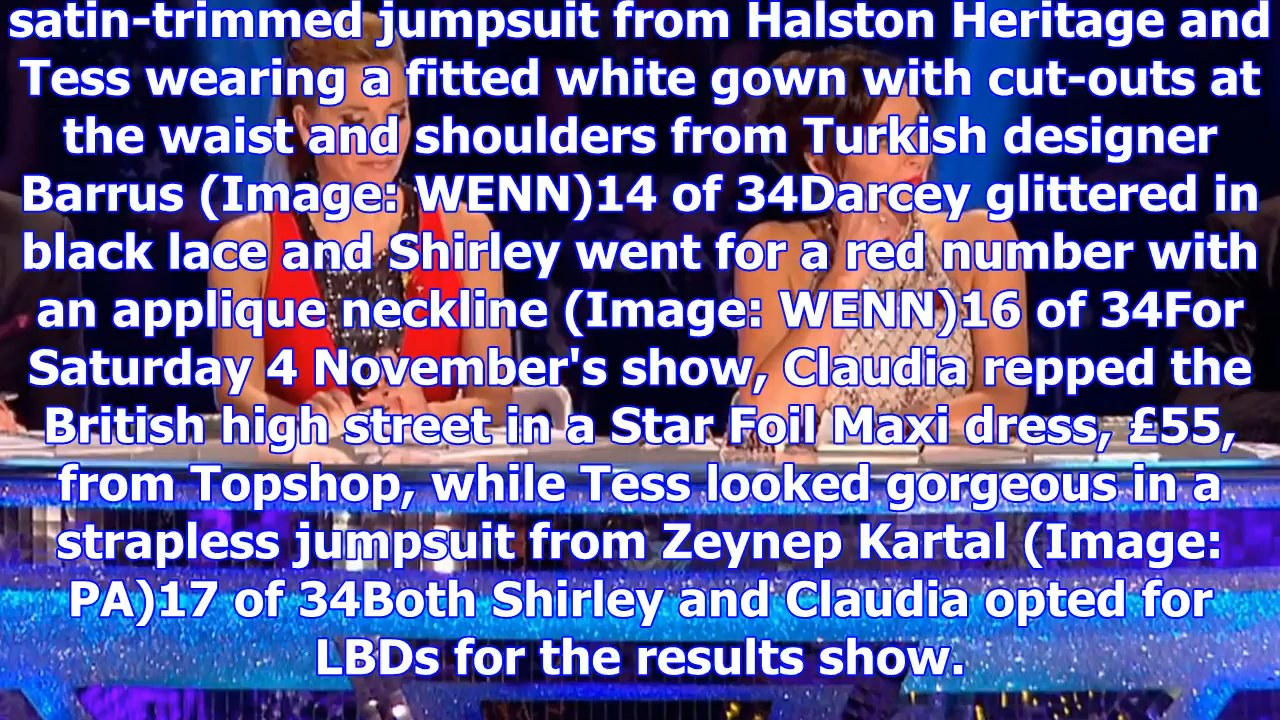 satin-trimmed jumpsuit from Halston Heritage and
Tess wearing a fitted white gown with cut-outs at
the waist and shoulders from Turkish designer
Barrus (Image: WENN)14 of 34Darcey glittered in
black lace and Shirley went for a red number with
an applique neckline (Image: WENN)16 of 34For
Saturday 4 November's show, Claudia repped the
British high street in a Star Foil Maxi dress, £55,
from Topshop, while Tess looked gorgeous in a
strapless jumpsuit from Zeynep Kartal (Image:
PA)17 of 34Both Shirley and Claudia opted for
LBDs for the results show.